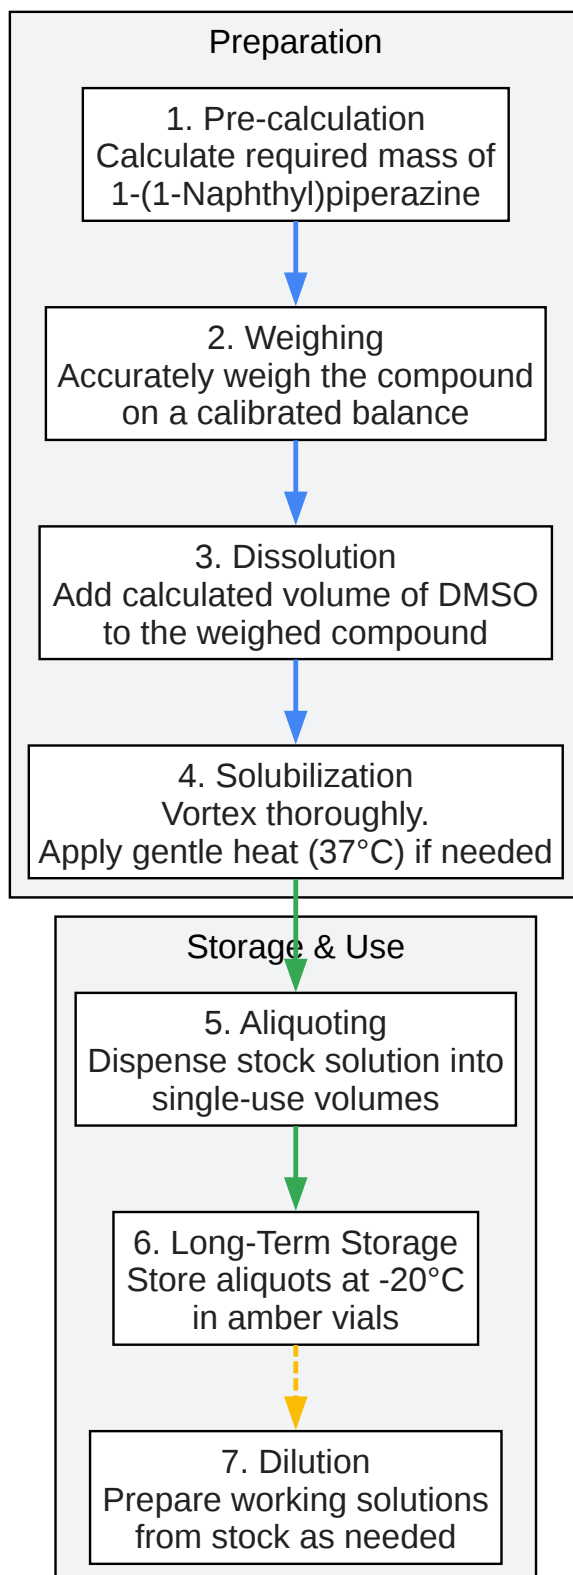 Preparation
1. Pre-calculation
Calculate required mass of
1-(1-Naphthyl)piperazine
2. Weighing
Accurately weigh the compound
on a calibrated balance
3. Dissolution
Add calculated volume of DMSO
to the weighed compound
4. Solubilization
Vortex thoroughly.
Apply gentle heat (37°C) if needed
Storage & Use
5. Aliquoting
Dispense stock solution into
single-use volumes
6. Long-Term Storage
Store aliquots at -20°C
in amber vials
7. Dilution
Prepare working solutions
from stock as needed